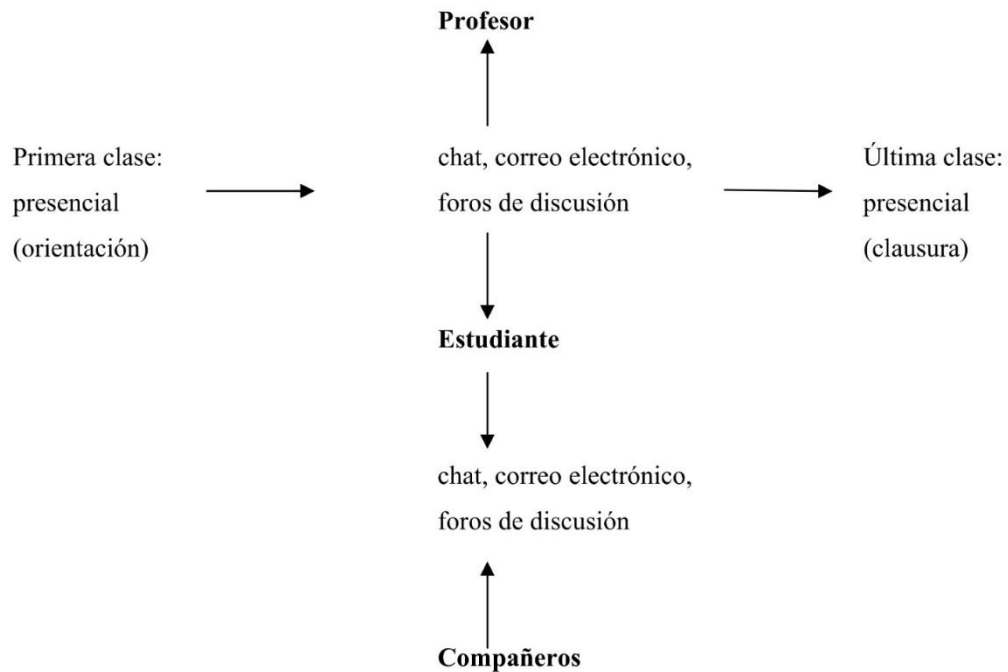 Profesor
Primera clase:
presencial
(orientación)
chat, correo electrónico,
foros de discusión
Última clase:
presencial
(clausura)
Estudiante
chat, correo electrónico,
foros de discusión
Compañeros